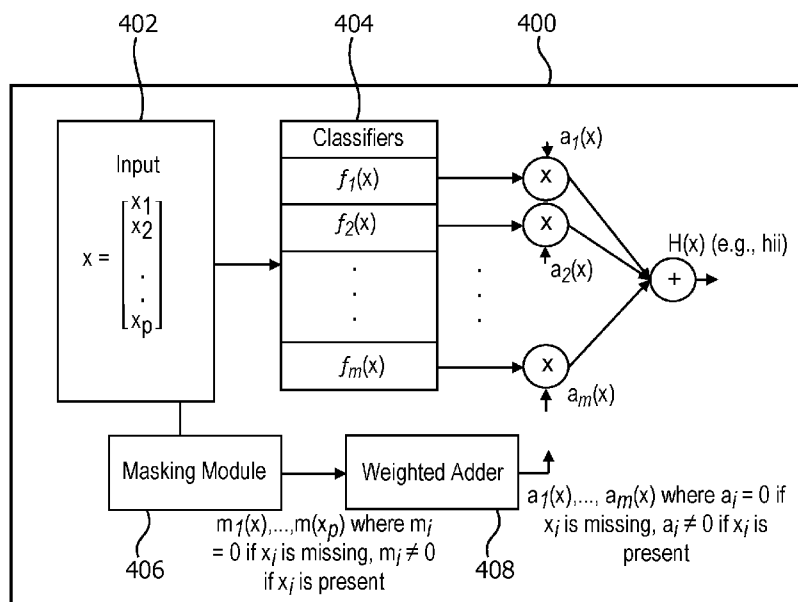 402
404
400
Input
x =
x1
x2
.
.
xp
Classifiers
f1(x)
f2(x)
.
.
.
fm(x)
.
.
.
a1(x)
x
x
a2(x)
x
am(x)
H(x) (e.g., hii)
+
Masking Module
Weighted Adder
406
m1(x),...,m(xp) where mi
= 0 if xi is missing, mi ≠ 0
if xi is present
408
a1(x),..., am(x) where ai = 0 if
xi is missing, ai ≠ 0 if xi is
present